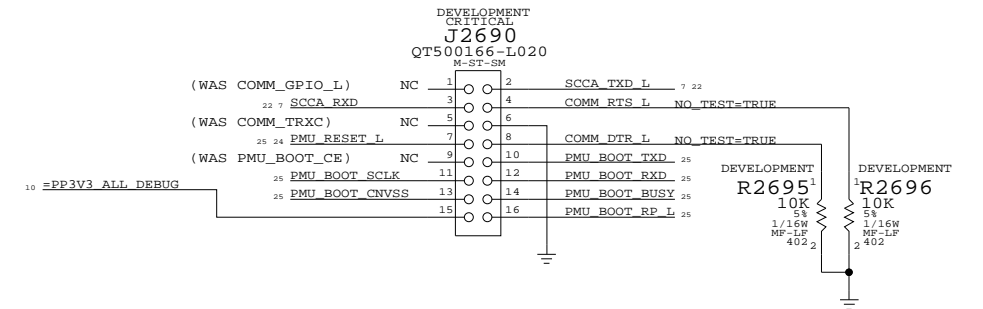 DEVELOPMENT
CRITICAL
J2690
QT500166-L020
M-ST-SM
(WAS COMM_GPIO_L) NC 1 2 SCCA_TXD_L 7 22
22 7 SCCA_RXD 3 4 COMM_RTS_L NO_TEST=TRUE
(WAS COMM_TRXC) NC 5 6
25 24 PMU_RESET_L 7 8 COMM_DTR_L NO_TEST=TRUE
(WAS PMU_BOOT_CE) NC 9 10 PMU_BOOT_TXD 25
25 PMU_BOOT_SCLK 11 12 PMU_BOOT_RXD 25
10 =PP3V3_ALL_DEBUG
25 PMU_BOOT_CNVSS 13 14 PMU_BOOT_BUSY 25
15 16 PMU_BOOT_RP_L 25
DEVELOPMENT
R2695
1
10K
5%
1/16W
MF-LF
402
2
DEVELOPMENT
1
R2696
10K
5%
1/16W
MF-LF
402
2